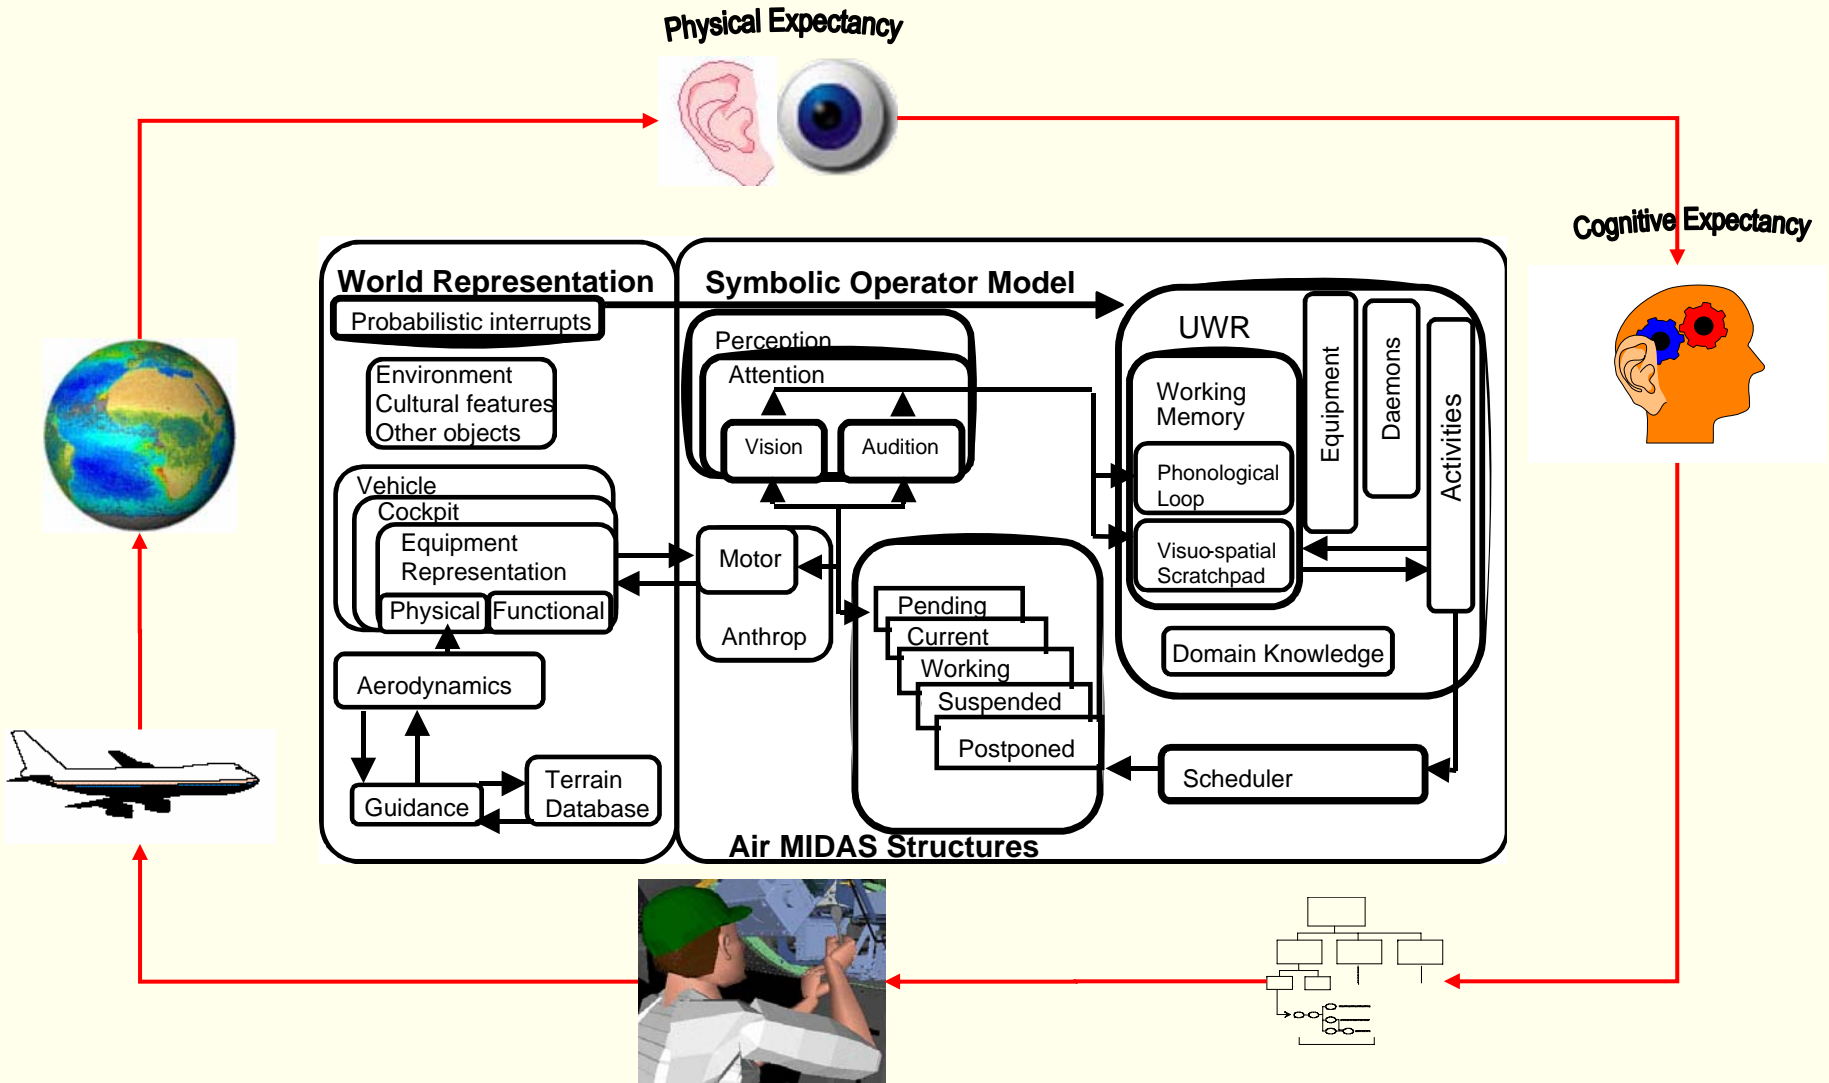 Physical Expectancy
Cognitive Expectancy
World Representation
Probabilistic interrupts
Environment
Cultural features
Other objects
Vehicle
Cockpit
Equipment
Representation
Physical
Functional
Aerodynamics
Guidance
Terrain
Database
Symbolic Operator Model
Perception
Attention
Vision
Audition
Motor
Anthrop
Pending
Current
Working
Suspended
Postponed
UWR
Working
Memory
Phonological
Loop
Visuo-spatial
Scratchpad
Equipment
Daemons
Activities
Domain Knowledge
Scheduler
Air MIDAS Structures